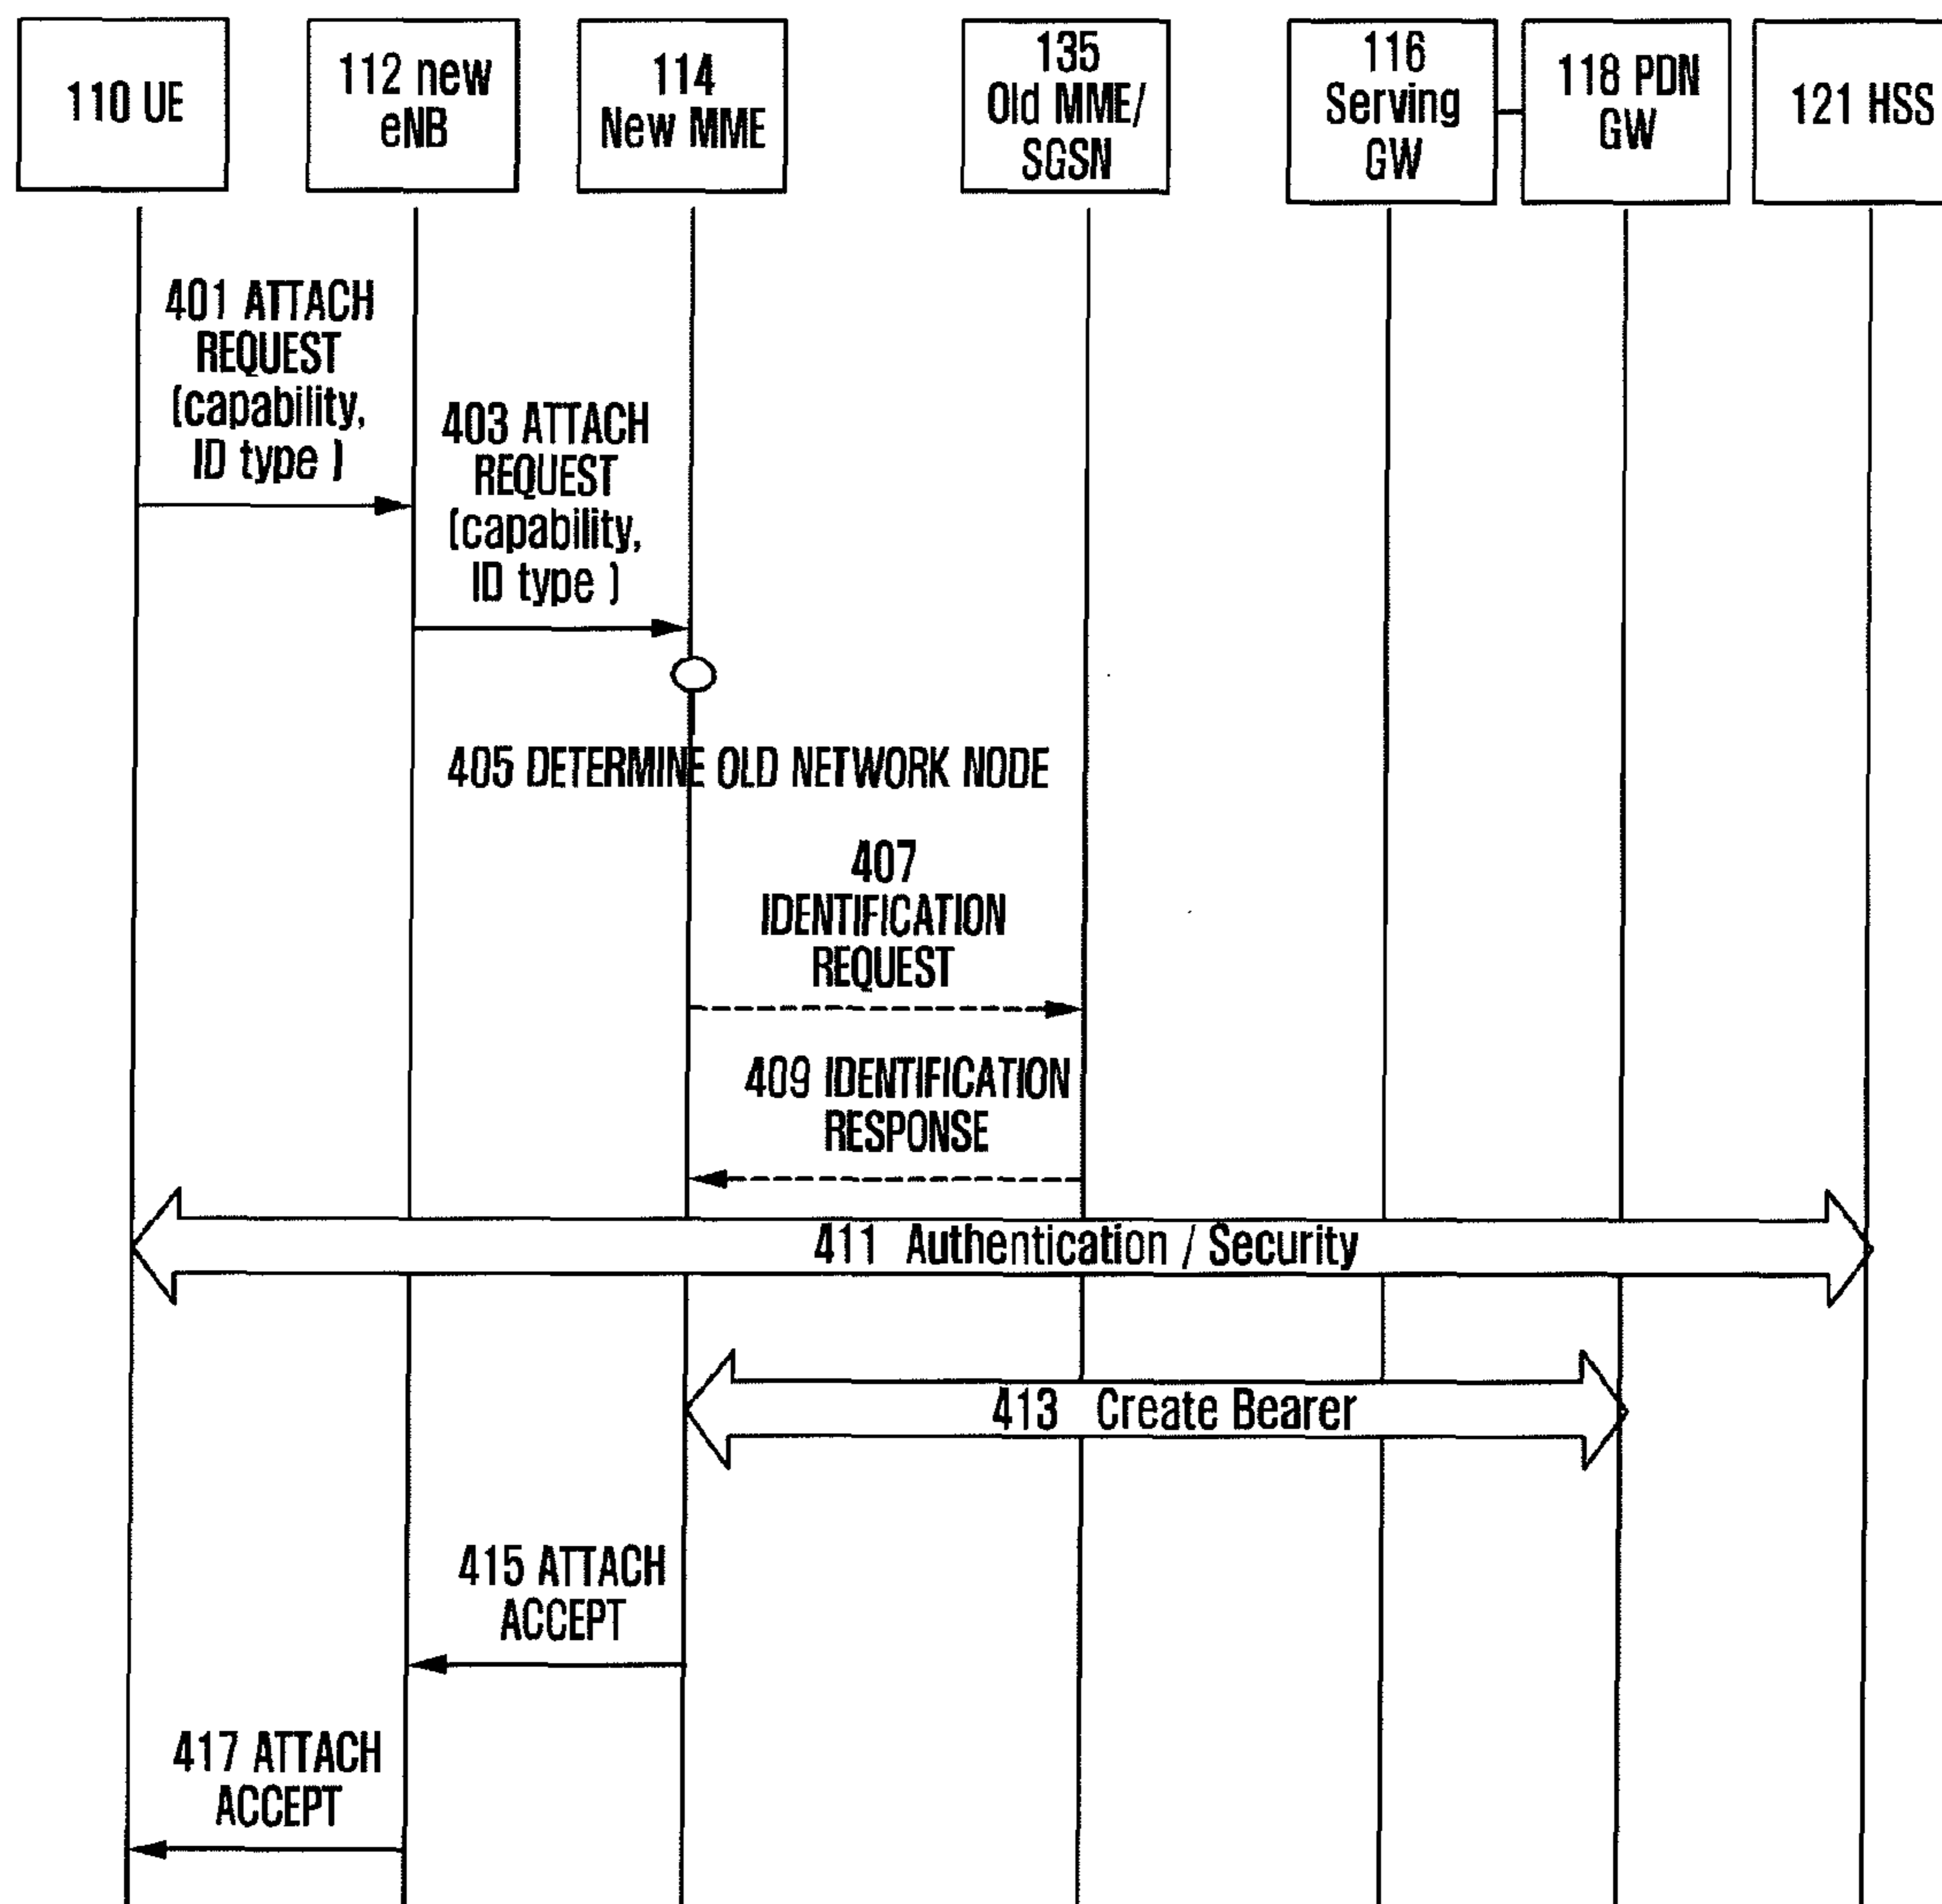 110 UE
112 new
eNB
114
New MME
135
Old MME/
SGSN
116
Serving
GW
118 PDN
GW
121 HSS
401 ATTACH
REQUEST
(capability,
ID type )
403 ATTACH
REQUEST
(capability,
ID type )
405 DETERMINE OLD NETWORK NODE
407
IDENTIFICATION
REQUEST
409 IDENTIFICATION
RESPONSE
411 Authentication / Security
413 Create Bearer
415 ATTACH
ACCEPT
417 ATTACH
ACCEPT